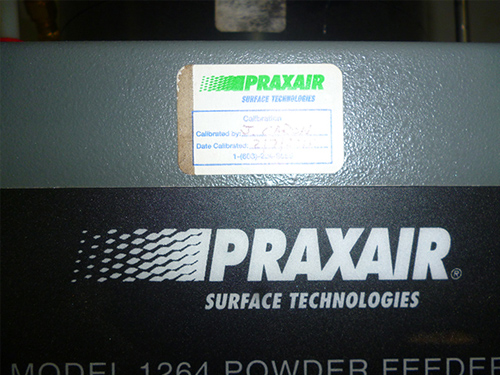 PRAXAIR
SURFACE TECHNOLOGIES
Calibration
Calibrated by: J.
Date Calibrated:
PRAXAIR®
SURFACE TECHNOLOGIES
MODEL 1264 POWDER FEEDER